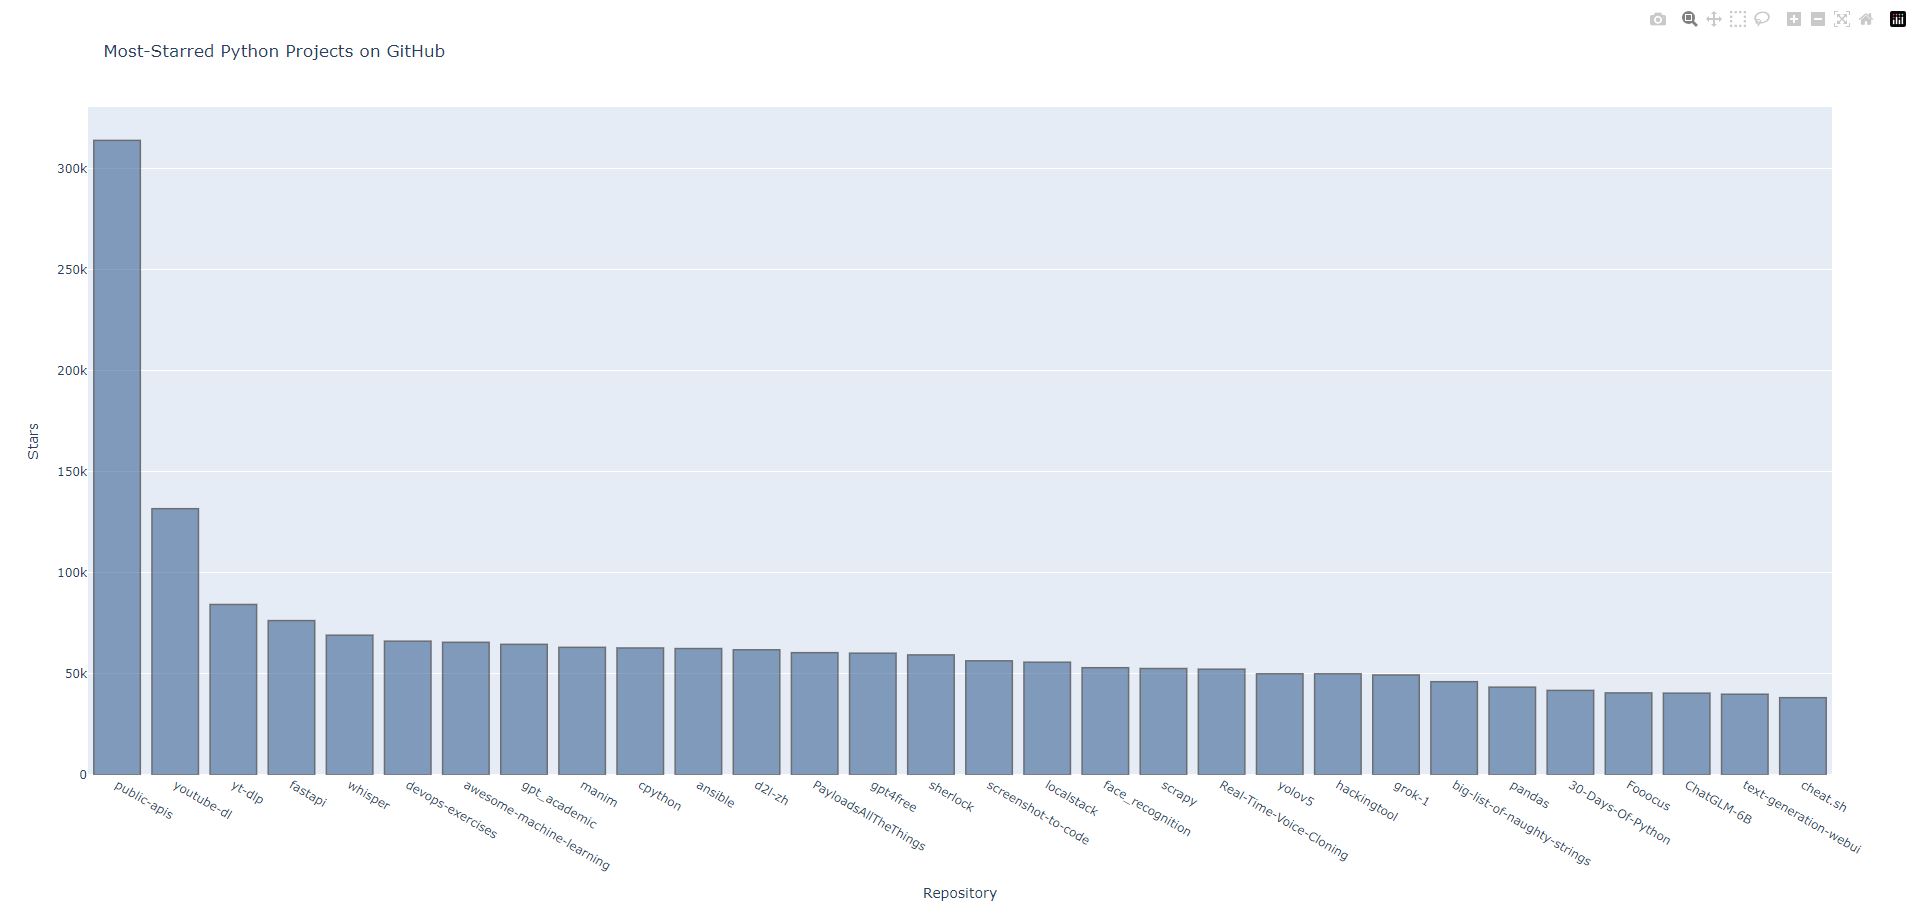 Most-Starred Python Projects on GitHub
Stars
300k
250k
200k
150k
100k
50k
0
public-apis
youtube-dl
yt-dlp
fastapi
whisper
devops-exercises
awesome-machine-learning
gpt_academic
manim
cpython
ansible
d2l-zh
PayloadsAllTheThings
gpt4free
sherlock
screenshot-to-code
localstack
face_recognition
scrapy
Real-Time-Voice-Cloning
yolov5
hackingtool
grok-1
big-list-of-naughty-strings
pandas
30-Days-Of-Python
Fooocus
ChatGLM-6B
text-generation-webui
cheat.sh
Repository